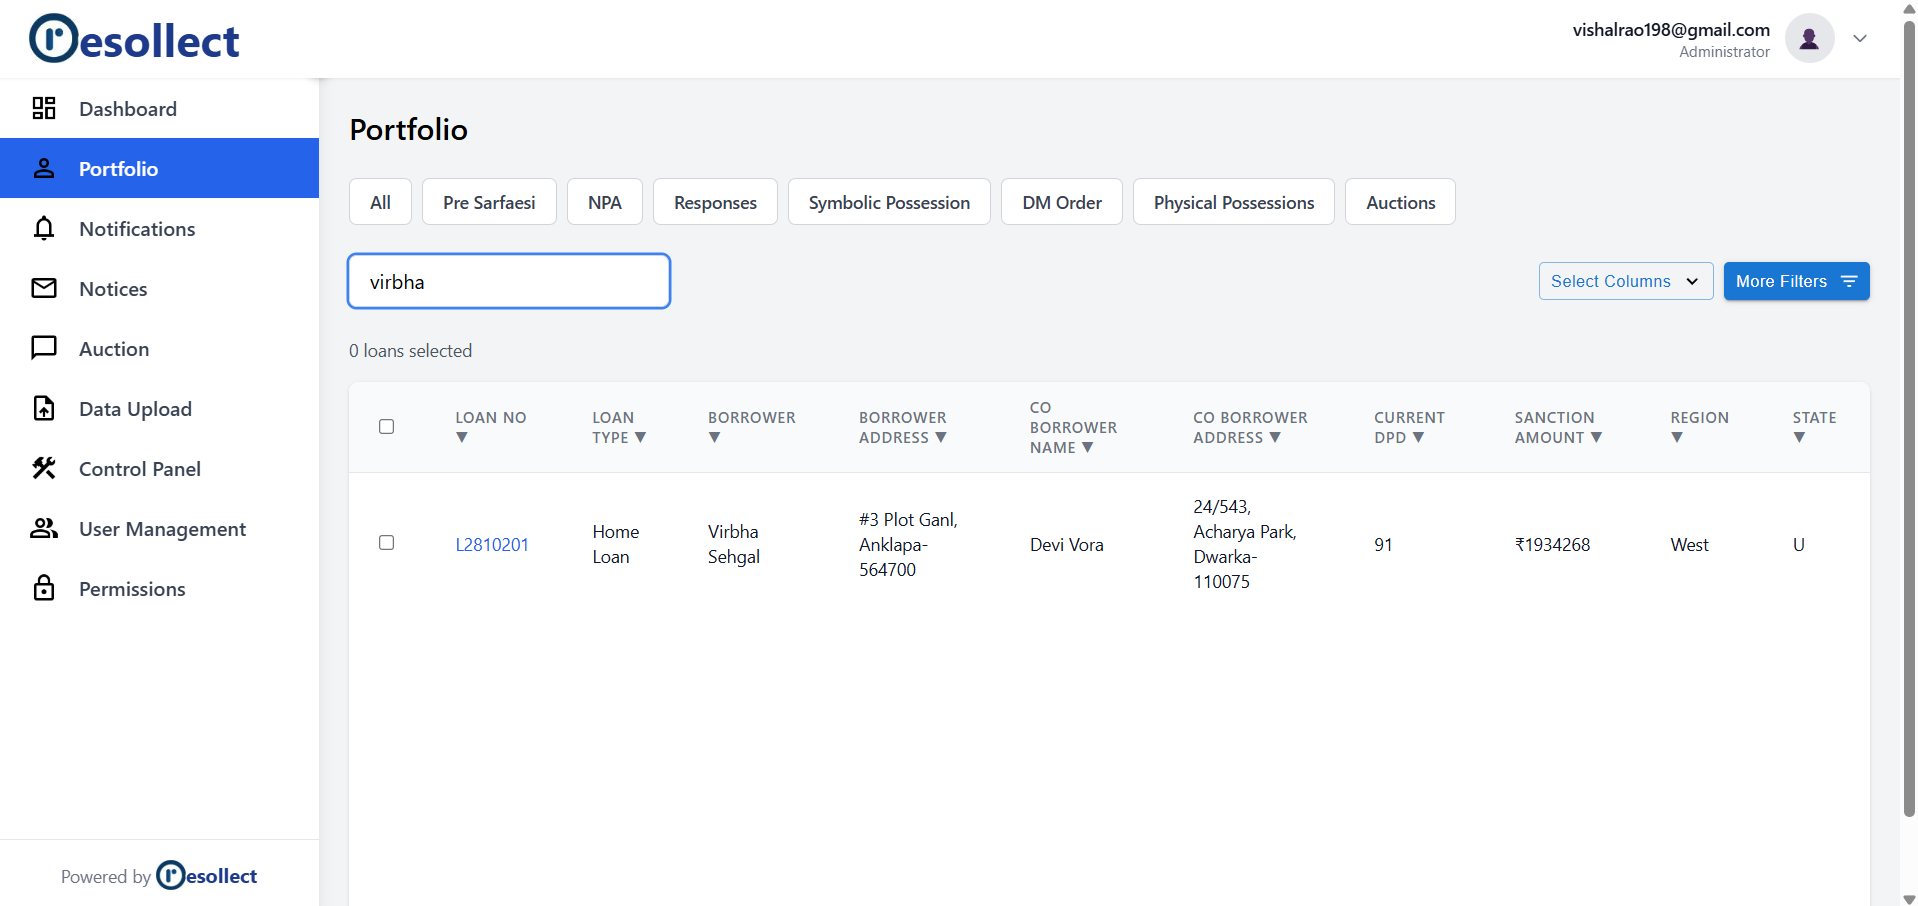 resollect
vishalrao198@gmail.com
Administrator
Dashboard
Portfolio
Notifications
Notices
Auction
Data Upload
Control Panel
User Management
Permissions
Powered by resollect
Portfolio
All
Pre Sarfaesi
NPA
Responses
Symbolic Possession
DM Order
Physical Possessions
Auctions
virbha
Select Columns
More Filters
0 loans selected
LOAN NO ▼
LOAN
TYPE ▼
BORROWER ▼
BORROWER
ADDRESS ▼
CO
BORROWER
NAME ▼
CO BORROWER
ADDRESS ▼
CURRENT
DPD ▼
SANCTION
AMOUNT ▼
REGION ▼
STATE ▼
L2810201
Home
Loan
Virbha
Sehgal
#3 Plot Ganl,
Anklapa-
564700
Devi Vora
24/543,
Acharya Park,
Dwarka-
110075
91
₹1934268
West
U